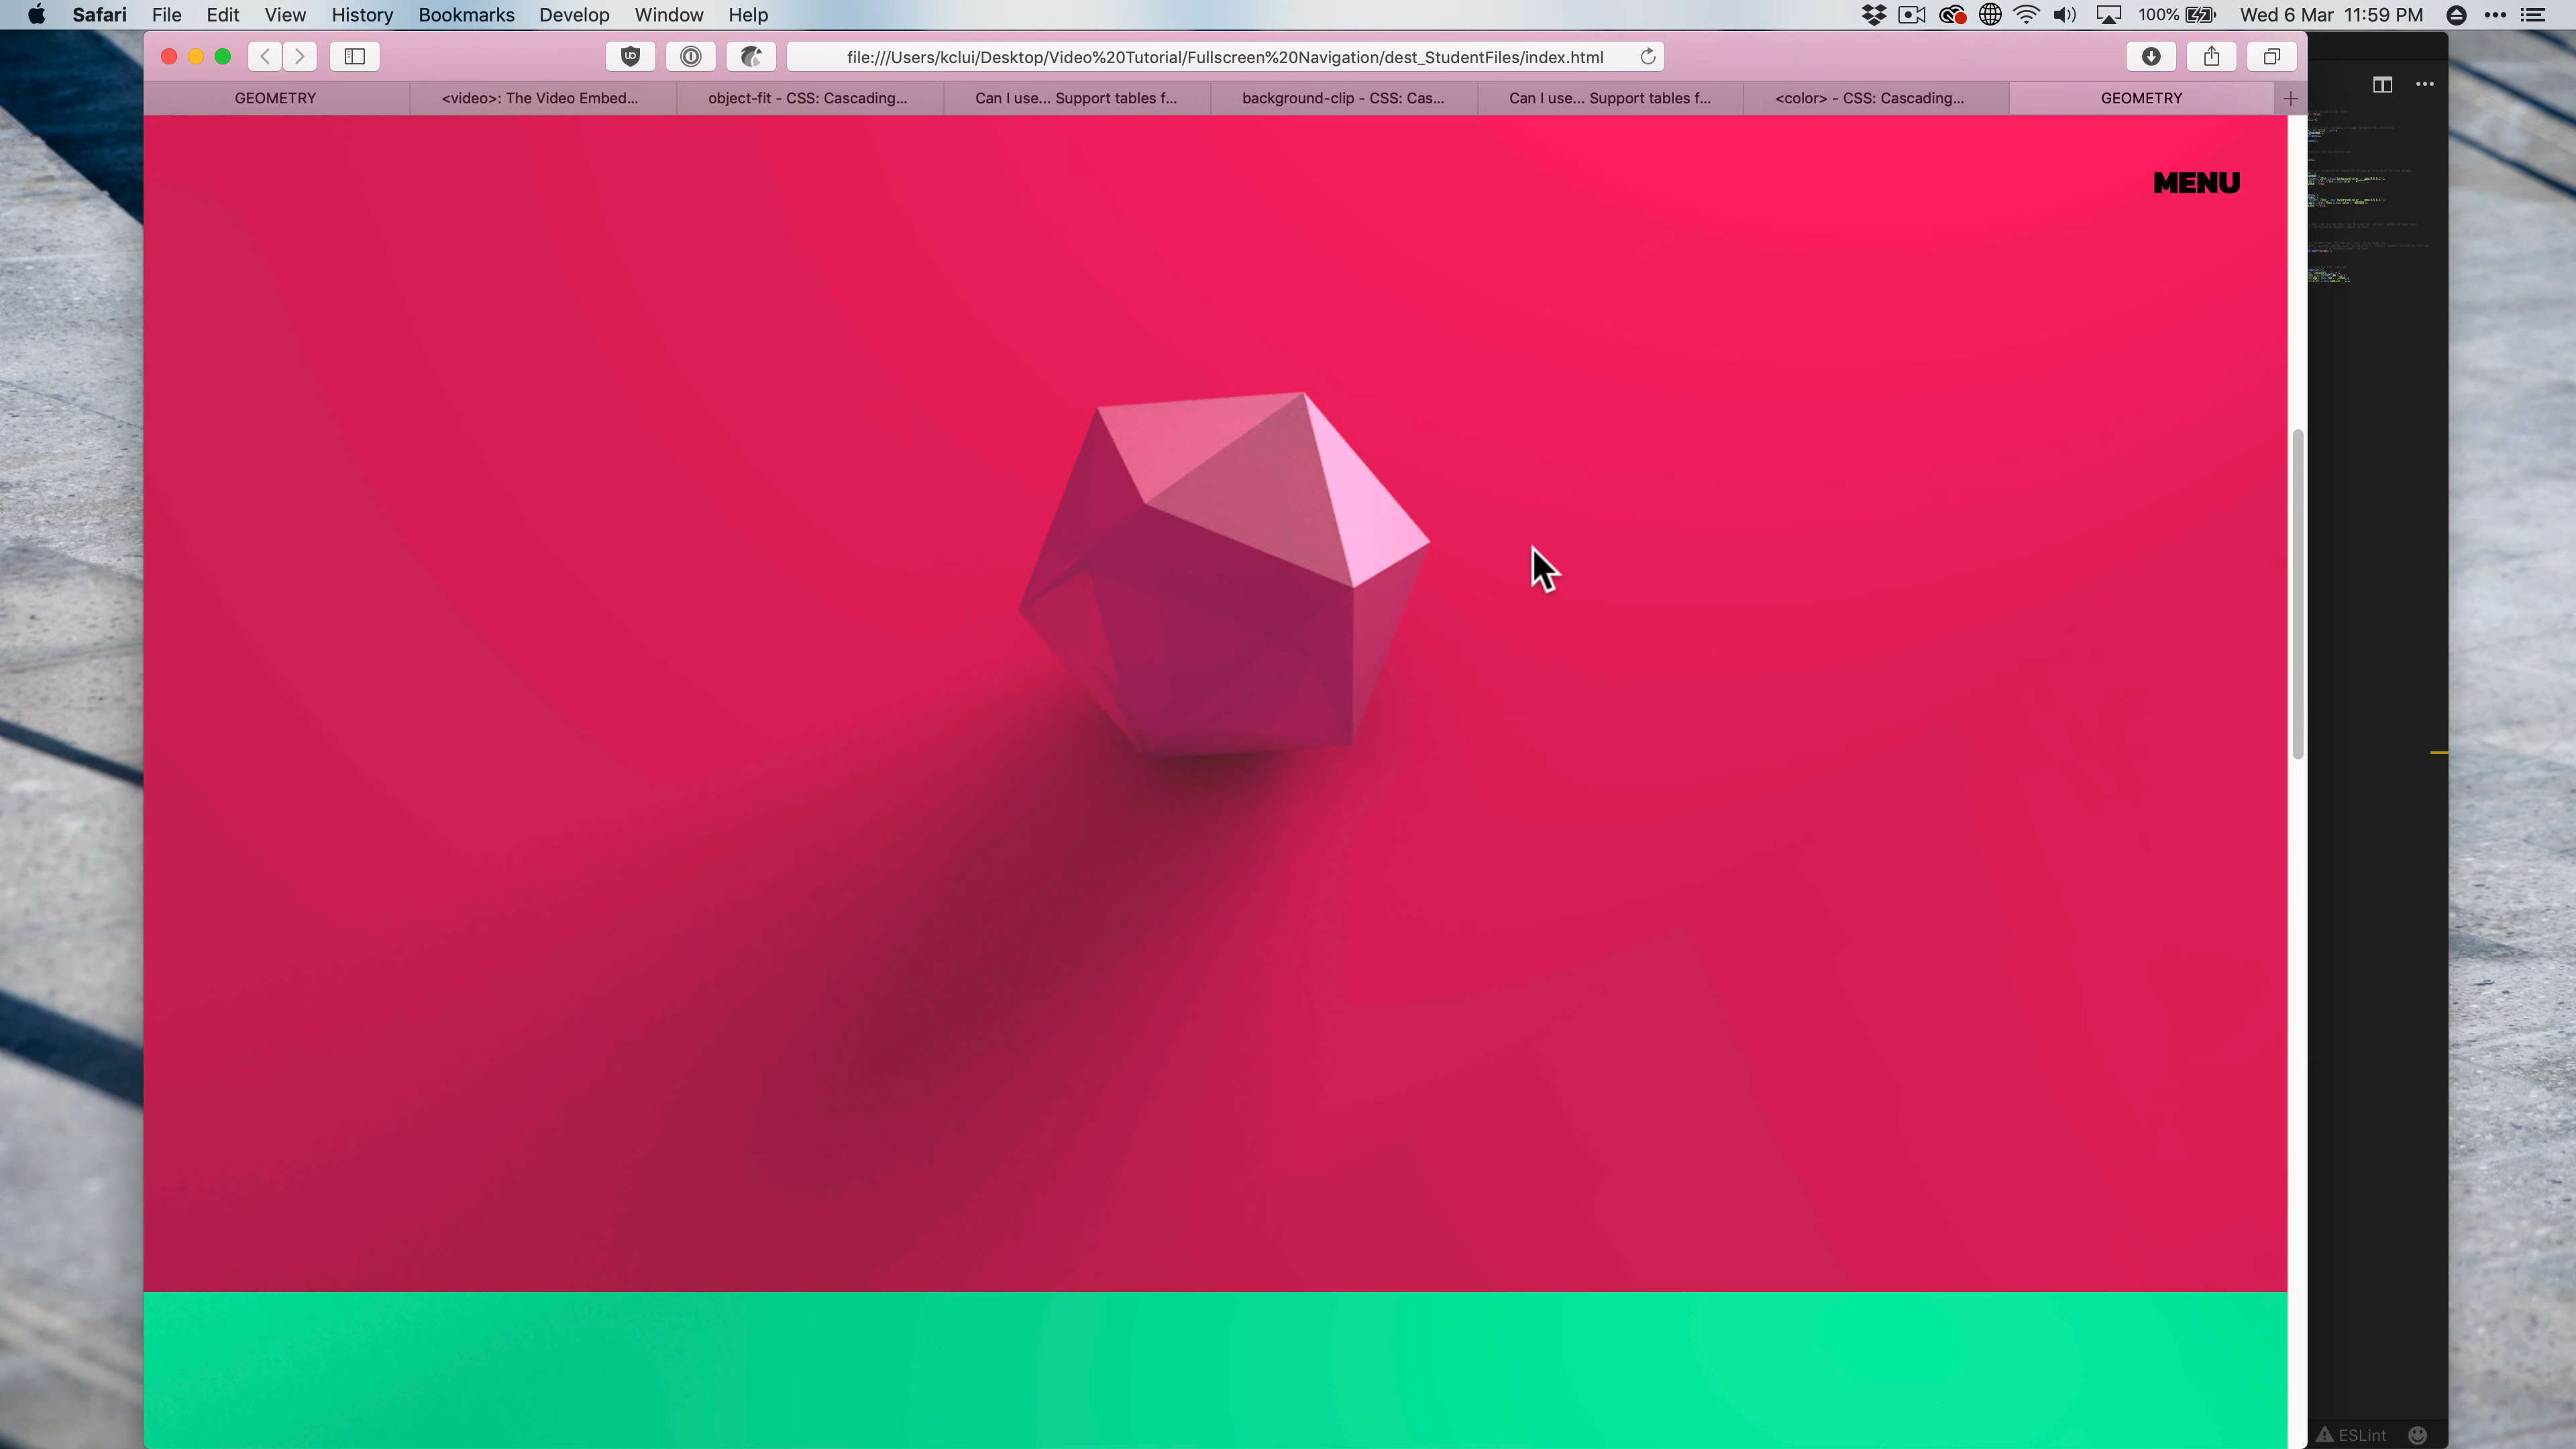 Safari File Edit View History Bookmarks Develop Window Help 100% Wed 6 Mar 11:59 PM
file:///Users/kclui/Desktop/Video%20Tutorial/Fullscreen%20Navigation/dest_StudentFiles/index.html
GEOMETRY <video>: The Video Embed... object-fit - CSS: Cascading... Can I use... Support tables f... background-clip - CSS: Cas... Can I use... Support tables f... <color> - CSS: Cascading... GEOMETRY
MENU
ESLint